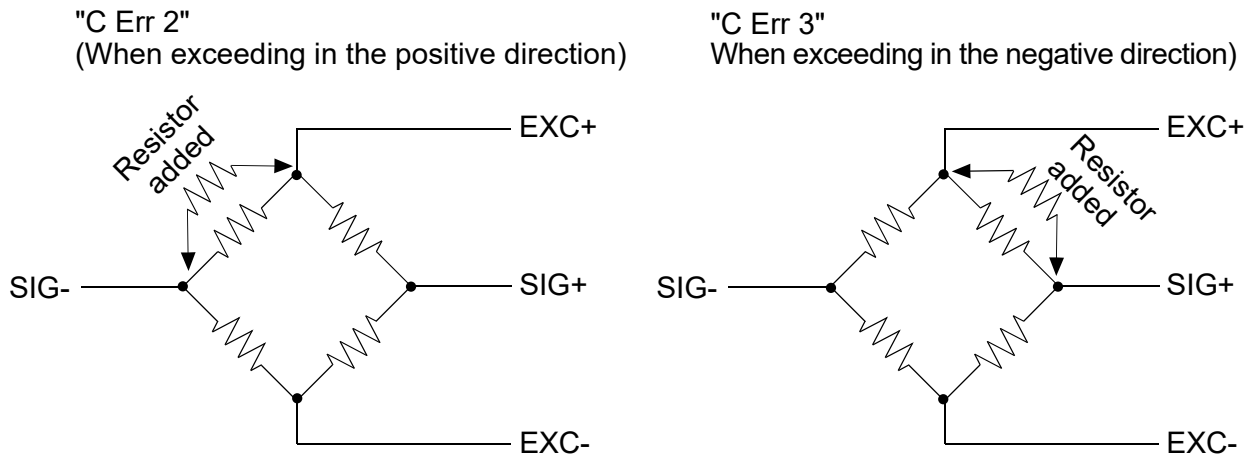 "C Err 2"
(When exceeding in the positive direction)
Resistor
added
EXC+
SIG-
SIG+
EXC-
"C Err 3"
When exceeding in the negative direction)
EXC+
Resistor
added
SIG-
SIG+
EXC-